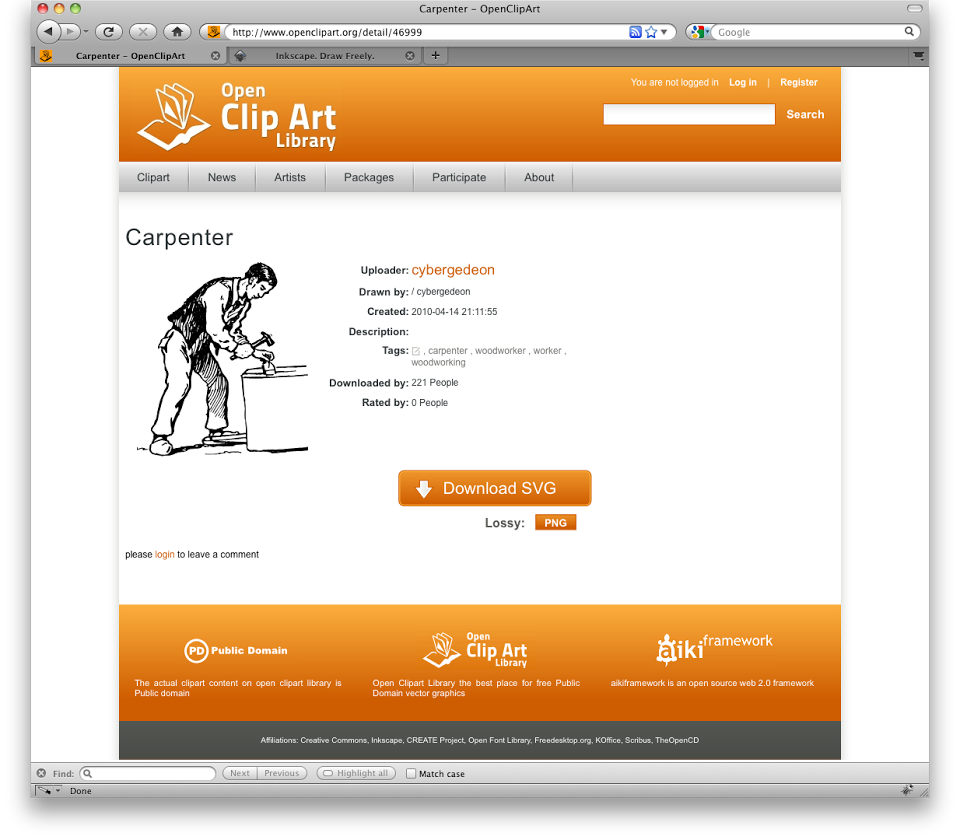 Carpenter – OpenClipArt
http://www.openclipart.org/detail/46999
Google
Carpenter – OpenClipArt
Inkscape. Draw Freely.
You are not logged in Log in | Register
Open
Clip Art
Library
Search
Clipart News Artists Packages Participate About
Carpenter
Uploader: cybergedeon
Drawn by: / cybergedeon
Created: 2010-04-14 21:11:55
Description:
Tags: , carpenter , woodworker , worker ,
woodworking
Downloaded by: 221 People
Rated by: 0 People
Download SVG
Lossy: PNG
please login to leave a comment
PD Public Domain
The actual clipart content on open clipart library is
Public domain
Open
Clip Art
Library
Open Clipart Library the best place for free Public
Domain vector graphics
aiki framework
aikiframework is an open source web 2.0 framework
Affiliations: Creative Commons, Inkscape, CREATE Project, Open Font Library, Freedesktop.org, KOffice, Scribus, TheOpenCD
Find: Next Previous Highlight all Match case
Done